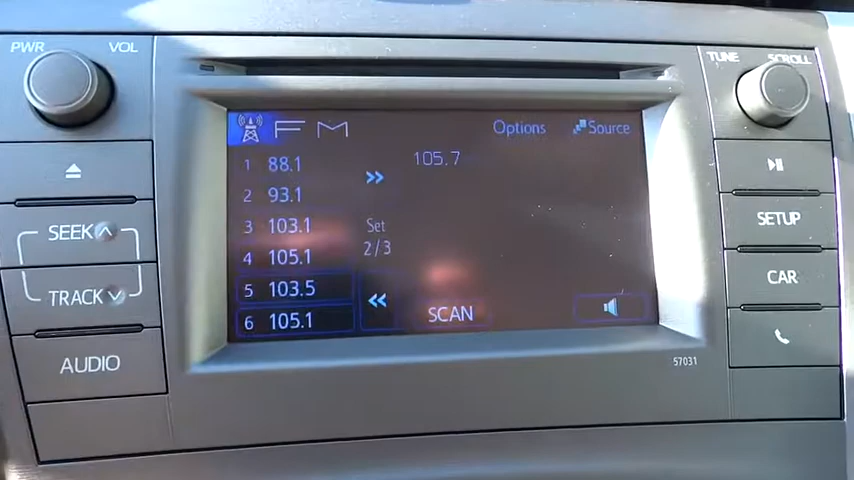 PWR VOL
TUNE SCROLL
FM
Options
Source
1 88.1
105.7
2 93.1
3 103.1
Set
2/3
4 105.1
5 103.5
6 105.1
SCAN
SEEK
TRACK
AUDIO
SETUP
CAR
57031